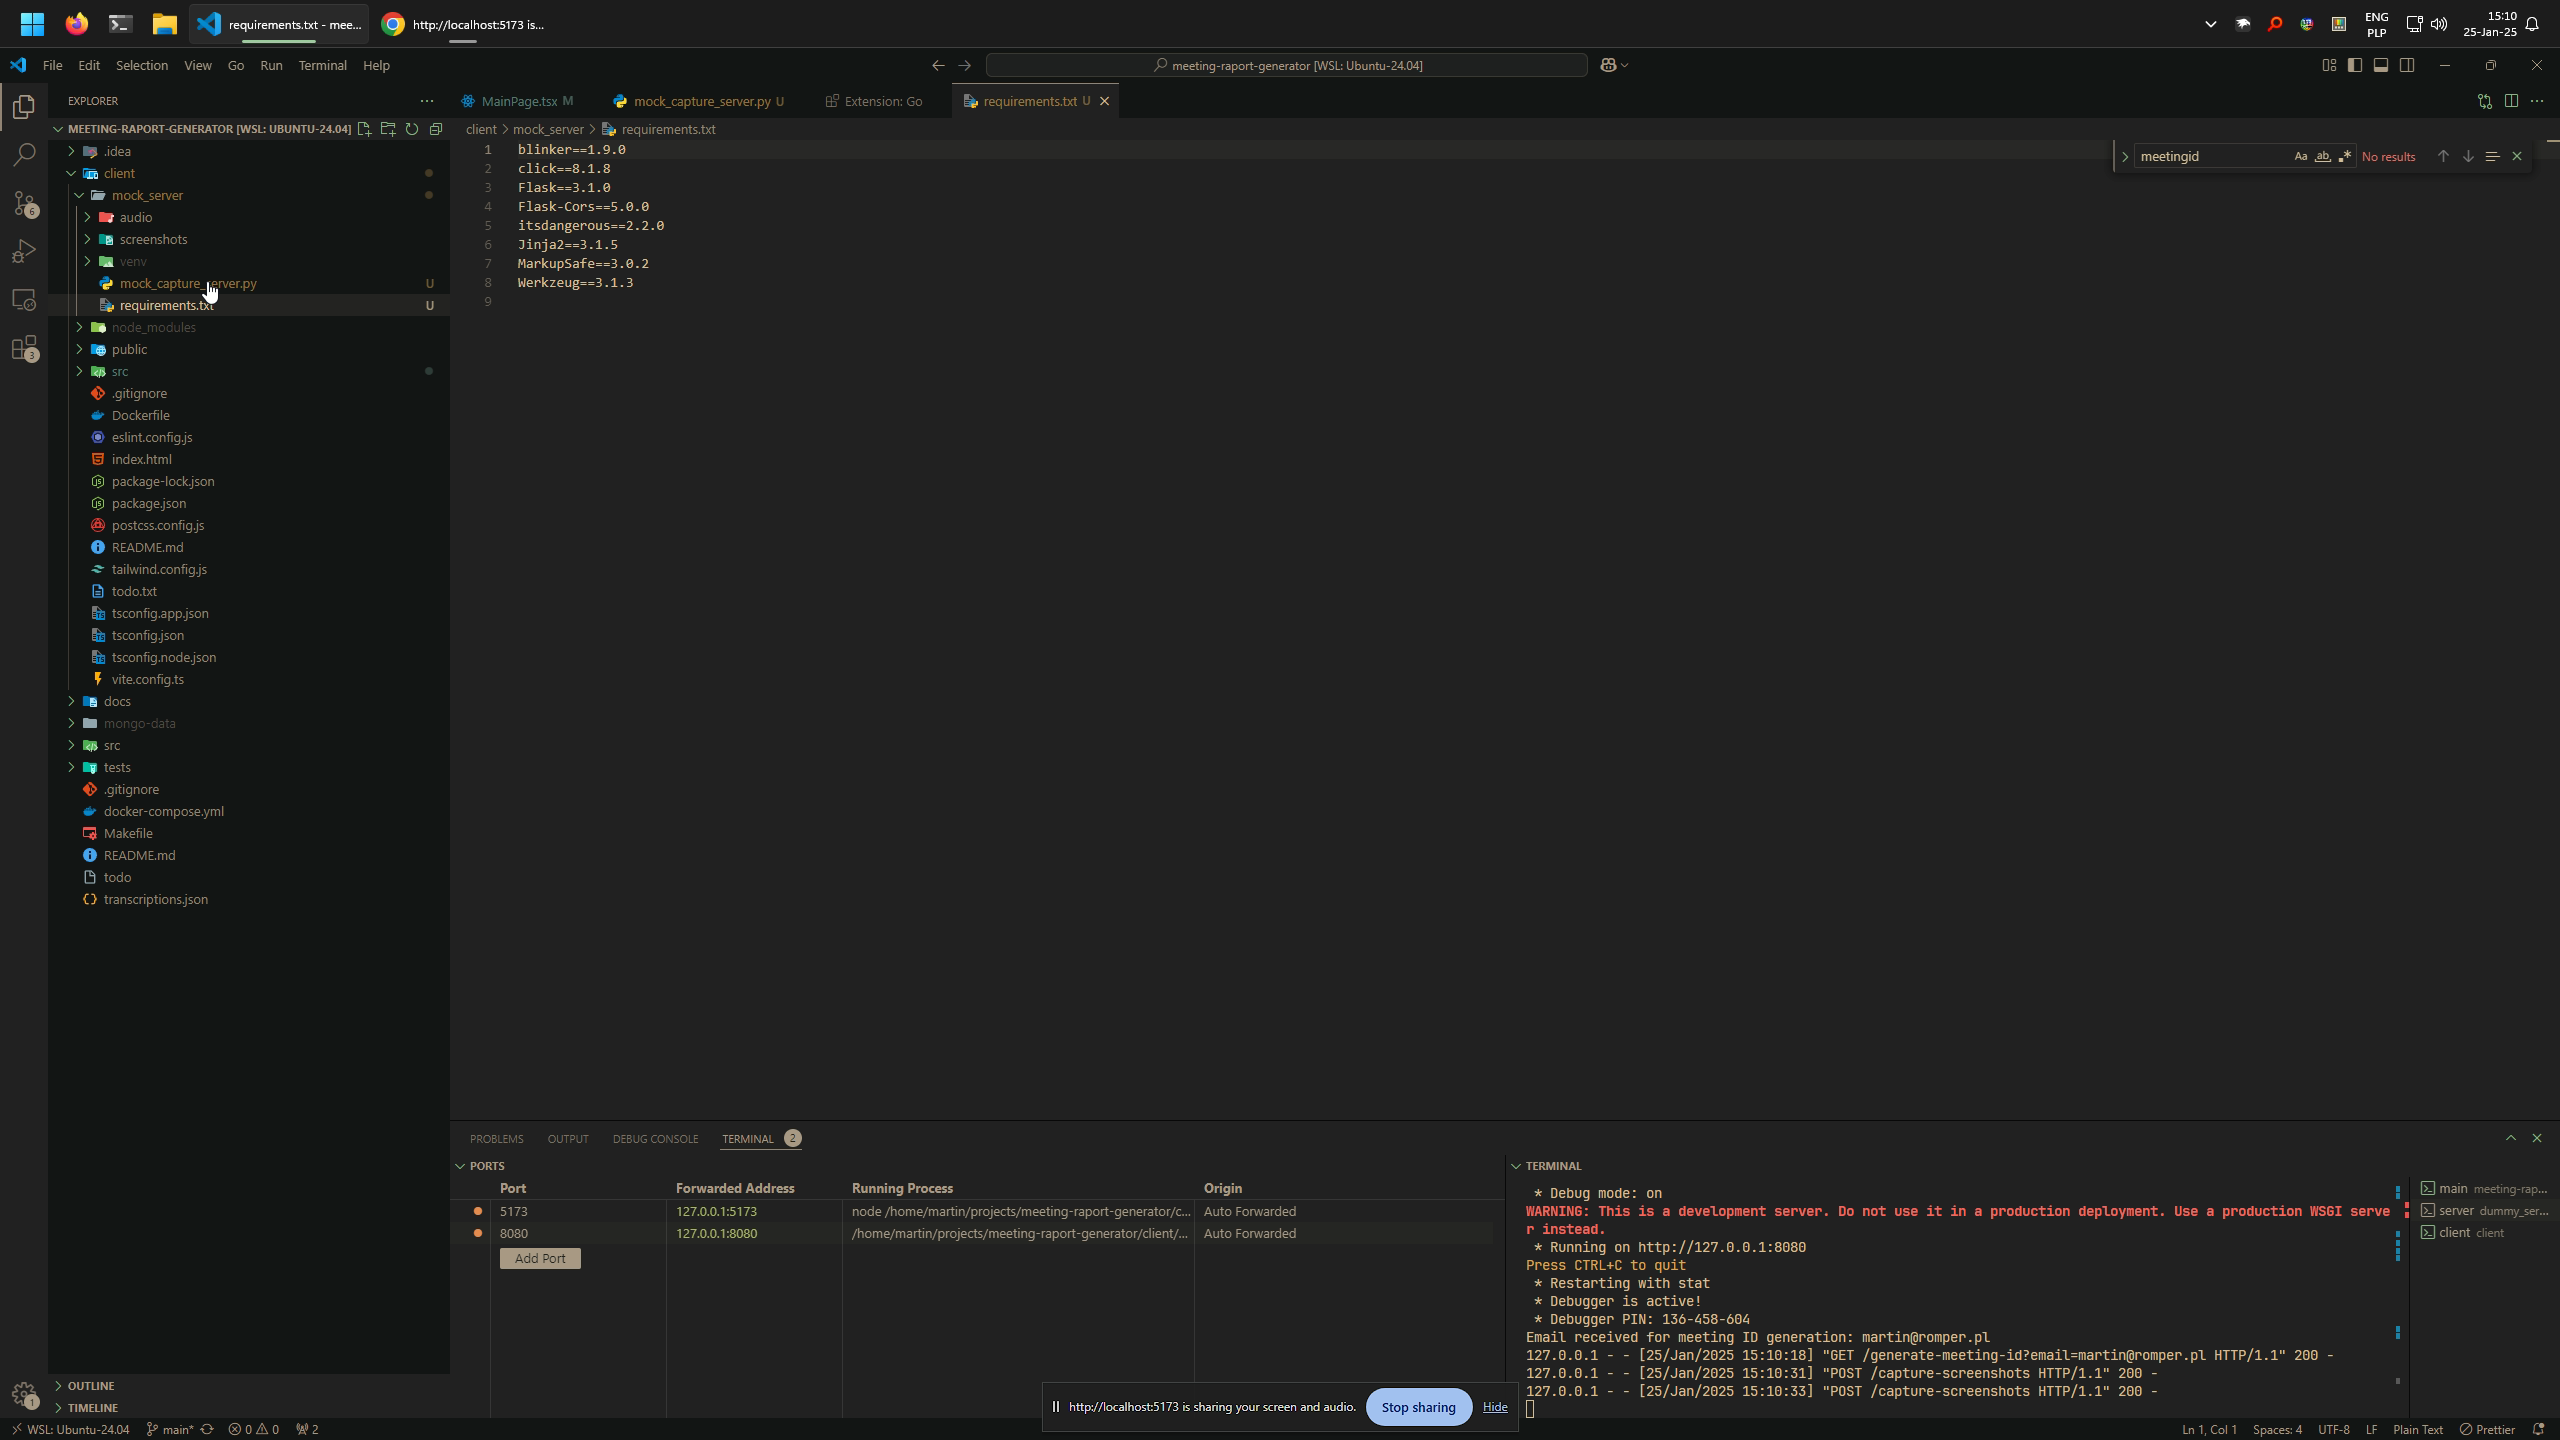 requirements.txt - mee...
http://localhost:5173 is...
ENG
PLP
15:10
25-Jan-25
File Edit Selection View Go Run Terminal Help
meeting-raport-generator [WSL: Ubuntu-24.04]
EXPLORER
MainPage.tsx M
mock_capture_server.py U
Extension: Go
requirements.txt U
MEETING-RAPORT-GENERATOR [WSL: UBUNTU-24.04]
client > mock_server > requirements.txt
.idea
client
mock_server
audio
screenshots
venv
mock_capture_server.py U
requirements.txt U
node_modules
public
src
.gitignore
Dockerfile
eslint.config.js
index.html
package-lock.json
package.json
postcss.config.js
README.md
tailwind.config.js
todo.txt
tsconfig.app.json
tsconfig.json
tsconfig.node.json
vite.config.ts
docs
mongo-data
src
tests
.gitignore
docker-compose.yml
Makefile
README.md
todo
transcriptions.json
OUTLINE
TIMELINE
6
3
1
1 blinker==1.9.0
2 click==8.1.8
3 Flask==3.1.0
4 Flask-Cors==5.0.0
5 itsdangerous==2.2.0
6 Jinja2==3.1.5
7 MarkupSafe==3.0.2
8 Werkzeug==3.1.3
9
meetingid Aa ab .* No results
PROBLEMS OUTPUT DEBUG CONSOLE TERMINAL 2
PORTS
Port Forwarded Address Running Process Origin
5173 127.0.0.1:5173 node /home/martin/projects/meeting-raport-generator/c... Auto Forwarded
8080 127.0.0.1:8080 /home/martin/projects/meeting-raport-generator/client/... Auto Forwarded
Add Port
TERMINAL
* Debug mode: on
WARNING: This is a development server. Do not use it in a production deployment. Use a production WSGI serve
r instead.
* Running on http://127.0.0.1:8080
Press CTRL+C to quit
* Restarting with stat
* Debugger is active!
* Debugger PIN: 136-458-604
Email received for meeting ID generation: martin@romper.pl
127.0.0.1 - - [25/Jan/2025 15:10:18] "GET /generate-meeting-id?email=martin@romper.pl HTTP/1.1" 200 -
127.0.0.1 - - [25/Jan/2025 15:10:31] "POST /capture-screenshots HTTP/1.1" 200 -
127.0.0.1 - - [25/Jan/2025 15:10:33] "POST /capture-screenshots HTTP/1.1" 200 -
main meeting-rap...
server dummy_ser...
client client
http://localhost:5173 is sharing your screen and audio. Stop sharing Hide
WSL: Ubuntu-24.04 main* 0 0 2
Ln 1, Col 1 Spaces: 4 UTF-8 LF Plain Text Prettier